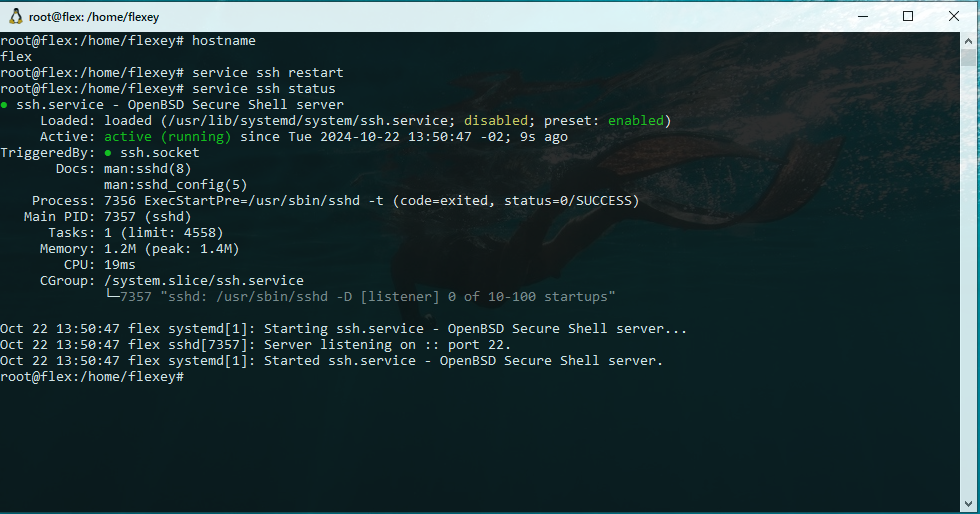 root@flex: /home/flexey
root@flex:/home/flexey# hostname
flex
root@flex:/home/flexey# service ssh restart
root@flex:/home/flexey# service ssh status
● ssh.service - OpenBSD Secure Shell server
     Loaded: loaded (/usr/lib/systemd/system/ssh.service; disabled; preset: enabled)
     Active: active (running) since Tue 2024-10-22 13:50:47 -02; 9s ago
TriggeredBy: ● ssh.socket
       Docs: man:sshd(8)
             man:sshd_config(5)
    Process: 7356 ExecStartPre=/usr/sbin/sshd -t (code=exited, status=0/SUCCESS)
   Main PID: 7357 (sshd)
      Tasks: 1 (limit: 4558)
     Memory: 1.2M (peak: 1.4M)
        CPU: 19ms
     CGroup: /system.slice/ssh.service
             └─7357 "sshd: /usr/sbin/sshd -D [listener] 0 of 10-100 startups"
Oct 22 13:50:47 flex systemd[1]: Starting ssh.service - OpenBSD Secure Shell server...
Oct 22 13:50:47 flex sshd[7357]: Server listening on :: port 22.
Oct 22 13:50:47 flex systemd[1]: Started ssh.service - OpenBSD Secure Shell server.
root@flex:/home/flexey#